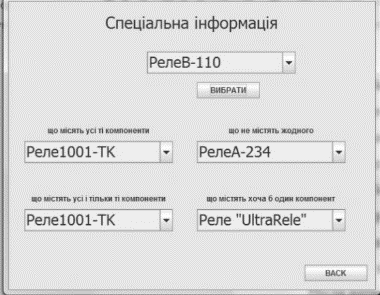 Спеціальна інформація
РелеВ-110
ВИБРАТИ
що місять усі ті компоненти
що не містять жодного
Реле1001-ТК
РелеА-234
що містять усі і тільки ті компоненти
що містять хоча б один компонент
Реле1001-ТК
Реле "UltraRele"
BACK